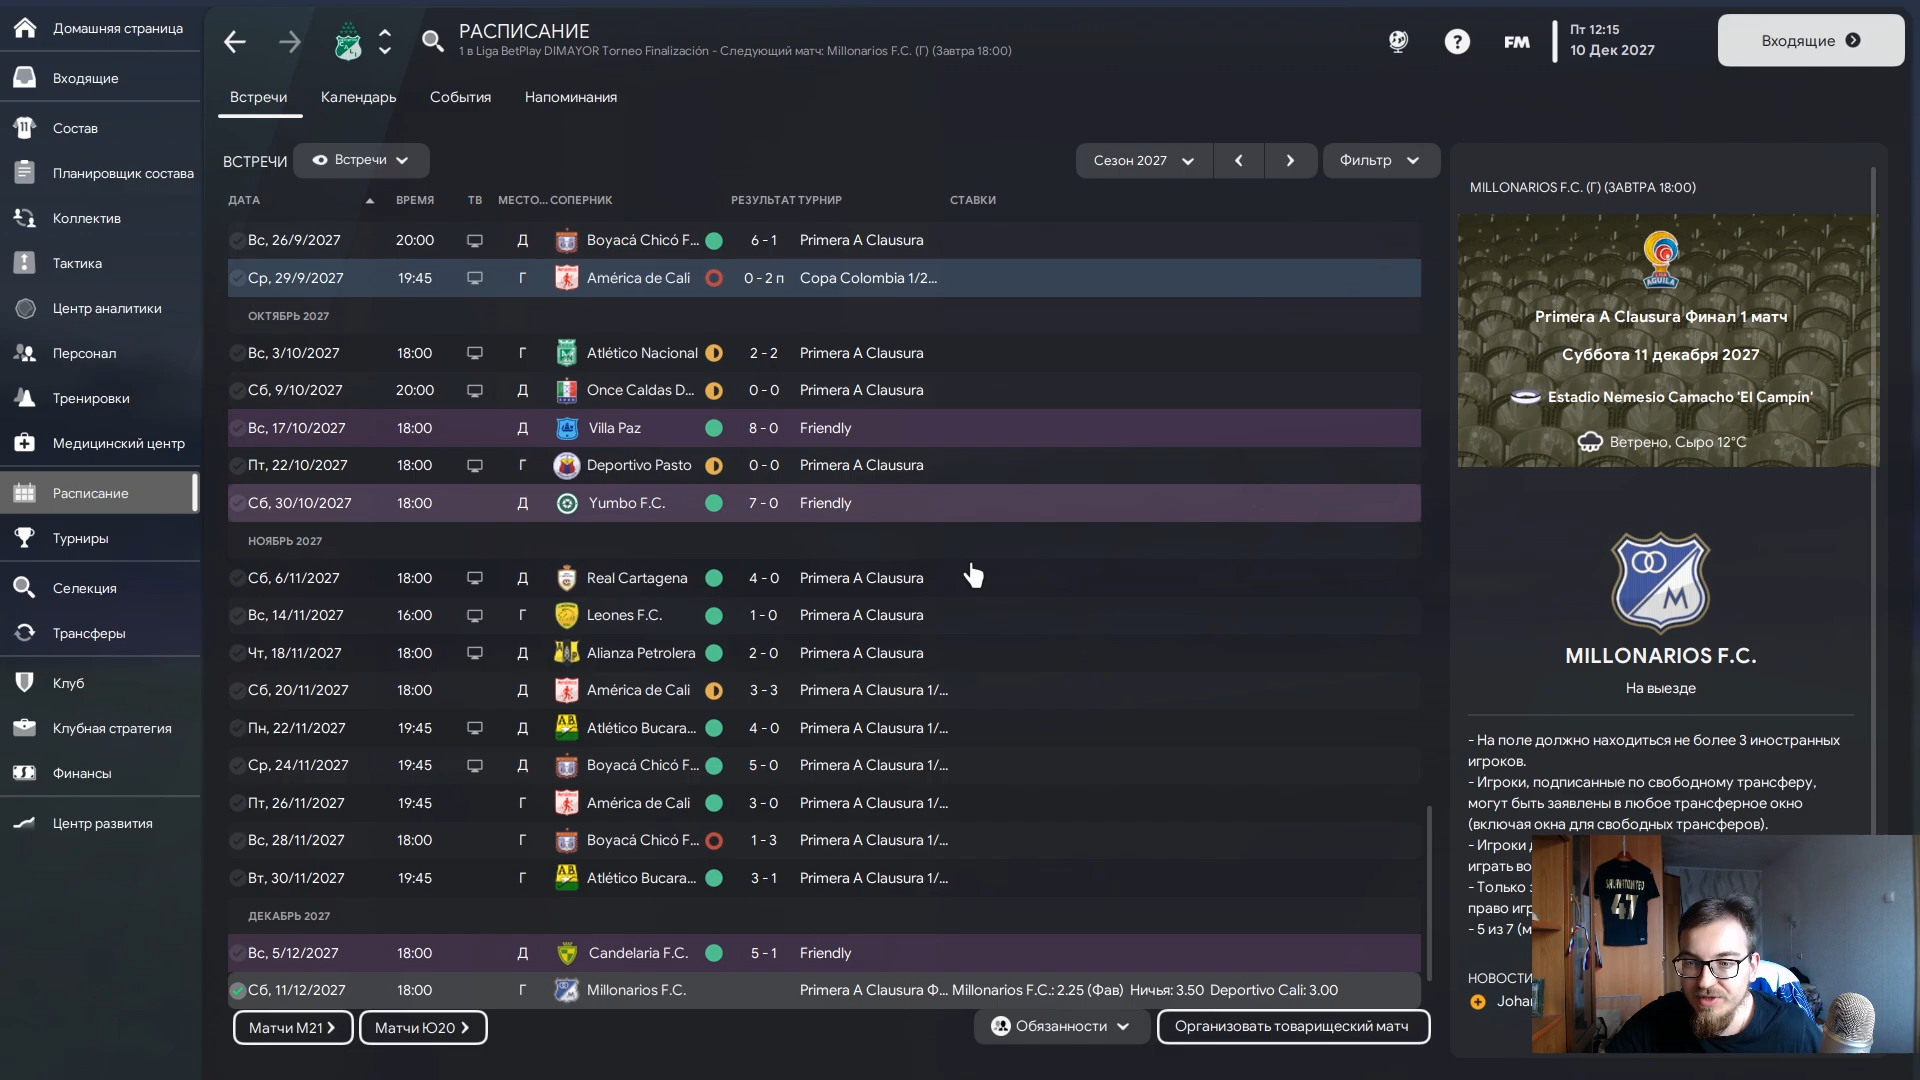 Домашняя страница
Входящие
Состав
Планировщик состава
Коллектив
Тактика
Центр аналитики
Персонал
Тренировки
Медицинский центр
Расписание
Турниры
Селекция
Трансферы
Клуб
Клубная стратегия
Финансы
Центр развития
РАСПИСАНИЕ
1 в Liga BetPlay DIMAYOR Torneo Finalización - Следующий матч: Millonarios F.C. (Г) (Завтра 18:00)
FM
Пт 12:15
10 Дек 2027
Входящие
Встречи Календарь События Напоминания
ВСТРЕЧИ Встречи Сезон 2027 Фильтр
ДАТА ВРЕМЯ ТВ МЕСТО... СОПЕРНИК РЕЗУЛЬТАТ ТУРНИР СТАВКИ
Вс, 26/9/2027 20:00 Д Boyacá Chicó F... 6 - 1 Primera A Clausura
Ср, 29/9/2027 19:45 Г América de Cali 0 - 2 п Copa Colombia 1/2...
ОКТЯБРЬ 2027
Вс, 3/10/2027 18:00 Г Atlético Nacional 2 - 2 Primera A Clausura
Сб, 9/10/2027 20:00 Д Once Caldas D... 0 - 0 Primera A Clausura
Вс, 17/10/2027 18:00 Д Villa Paz 8 - 0 Friendly
Пт, 22/10/2027 18:00 Г Deportivo Pasto 0 - 0 Primera A Clausura
Сб, 30/10/2027 18:00 Д Yumbo F.C. 7 - 0 Friendly
НОЯБРЬ 2027
Сб, 6/11/2027 18:00 Д Real Cartagena 4 - 0 Primera A Clausura
Вс, 14/11/2027 16:00 Г Leones F.C. 1 - 0 Primera A Clausura
Чт, 18/11/2027 18:00 Д Alianza Petrolera 2 - 0 Primera A Clausura
Сб, 20/11/2027 18:00 Д América de Cali 3 - 3 Primera A Clausura 1/...
Пн, 22/11/2027 19:45 Д Atlético Bucara... 4 - 0 Primera A Clausura 1/...
Ср, 24/11/2027 19:45 Д Boyacá Chicó F... 5 - 0 Primera A Clausura 1/...
Пт, 26/11/2027 19:45 Г América de Cali 3 - 0 Primera A Clausura 1/...
Вс, 28/11/2027 18:00 Г Boyacá Chicó F... 1 - 3 Primera A Clausura 1/...
Вт, 30/11/2027 19:45 Г Atlético Bucara... 3 - 1 Primera A Clausura 1/...
ДЕКАБРЬ 2027
Вс, 5/12/2027 18:00 Д Candelaria F.C. 5 - 1 Friendly
Сб, 11/12/2027 18:00 Г Millonarios F.C. Primera A Clausura Ф... Millonarios F.C.: 2.25 (Фав) Ничья: 3.50 Deportivo Cali: 3.00
Матчи М21 Матчи Ю20 Обязанности Организовать товарищеский матч
MILLONARIOS F.C. (Г) (ЗАВТРА 18:00)
Primera A Clausura Финал 1 матч
Суббота 11 декабря 2027
Estadio Nemesio Camacho 'El Campín'
Ветрено, Сыро 12°C
MILLONARIOS F.C.
На выезде
- На поле должно находиться не более 3 иностранных
игроков.
- Игроки, подписанные по свободному трансферу,
могут быть заявлены в любое трансферное окно
(включая окна для свободных трансферов).
- Игроки
играть во
- Только
право игр
- 5 из 7 (м
НОВОСТИ
Johan
47